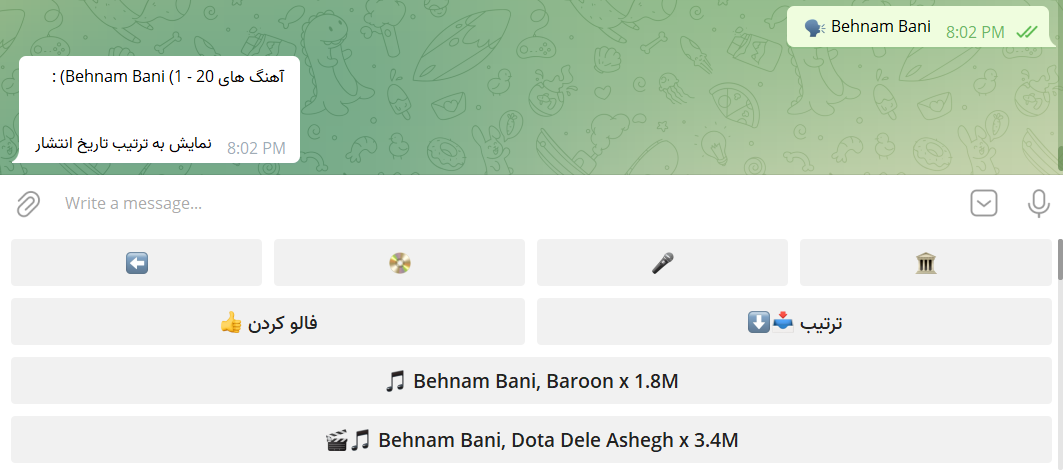 🗣 Behnam Bani 8:02 PM
آهنگ های Behnam Bani (1 - 20) :
نمایش به ترتیب تاریخ انتشار 8:02 PM
Write a message...
فالو کردن 👍
ترتیب 📥⬇️
🎵 Behnam Bani, Baroon x 1.8M
🎬🎵 Behnam Bani, Dota Dele Ashegh x 3.4M